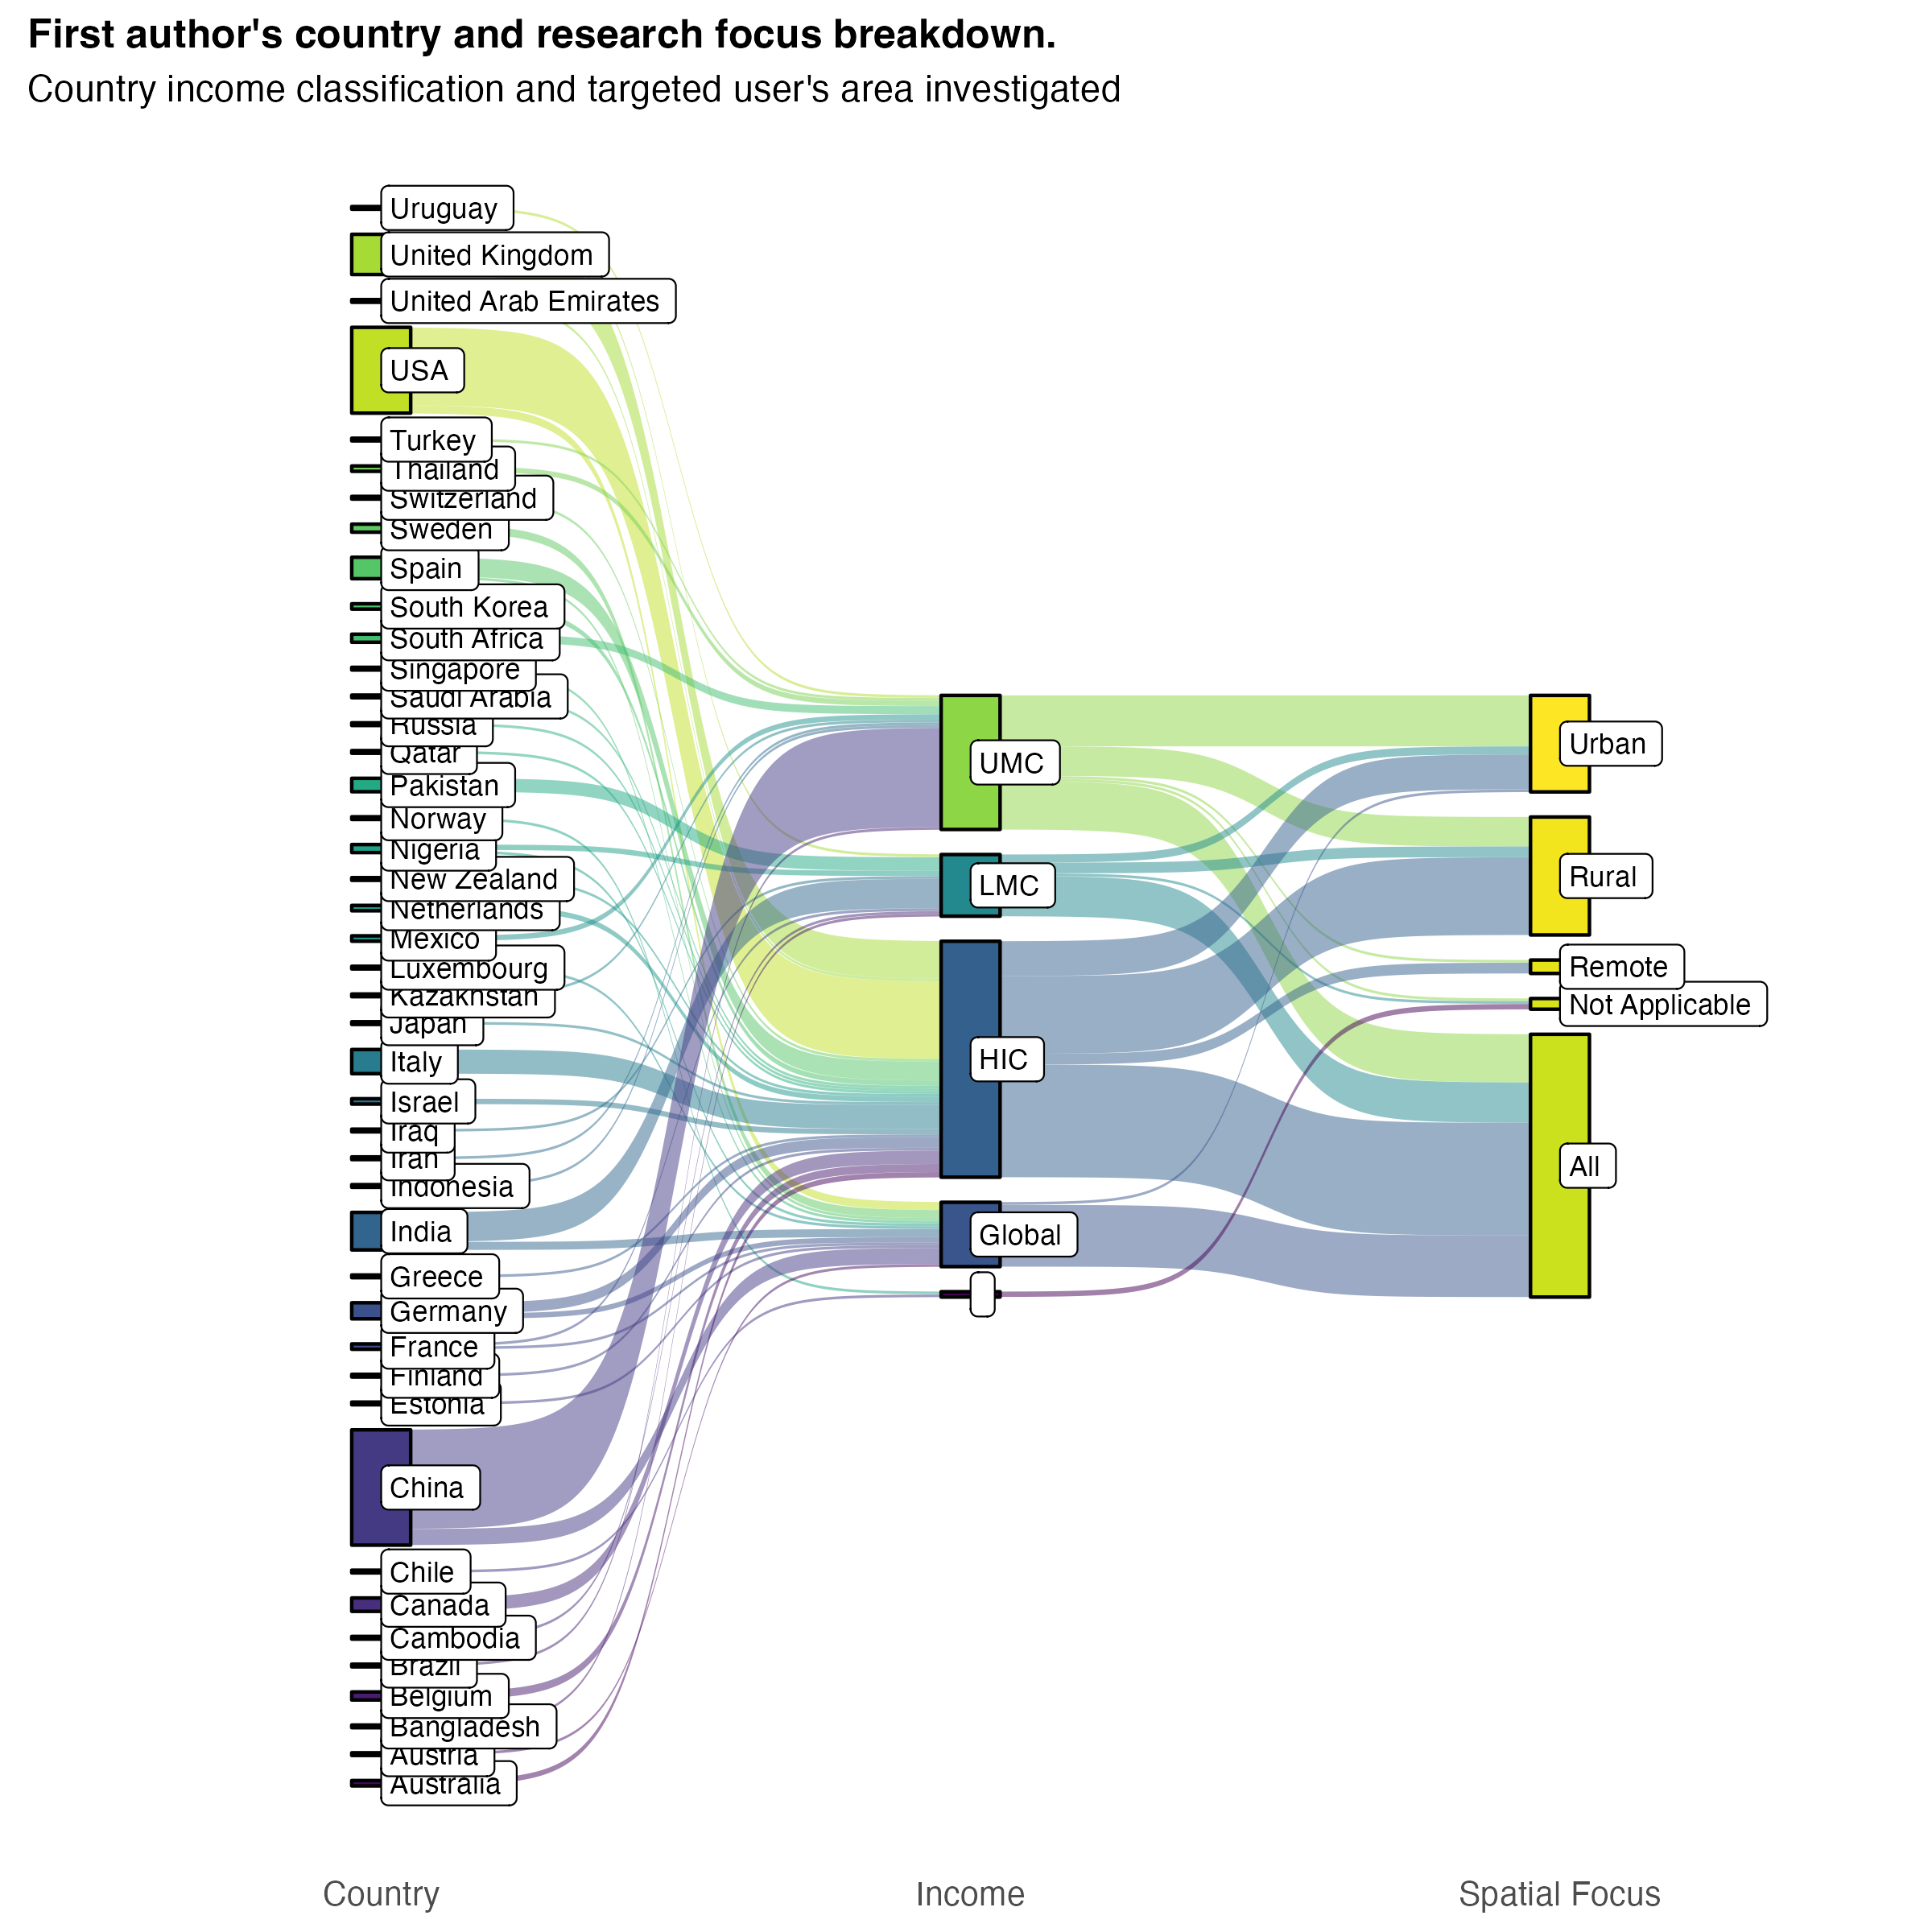 First author's country and research focus breakdown.
Country income classification and targeted user's area investigated
Uruguay
United Kingdom
United Arab Emirates
USA
Turkey
Thailand
Switzerland
Sweden
Spain
South Korea
South Africa
Singapore
Saudi Arabia
Russia
Qatar
Pakistan
Norway
Nigeria
New Zealand
Netherlands
Mexico
Luxembourg
Kazakhstan
Japan
Italy
Israel
Iraq
Iran
Indonesia
India
Greece
Germany
France
Finland
Estonia
China
Chile
Canada
Cambodia
Brazil
Belgium
Bangladesh
Austria
Australia
UMC
LMC
HIC
Global
Urban
Rural
Remote
Not Applicable
All
Country
Income
Spatial Focus